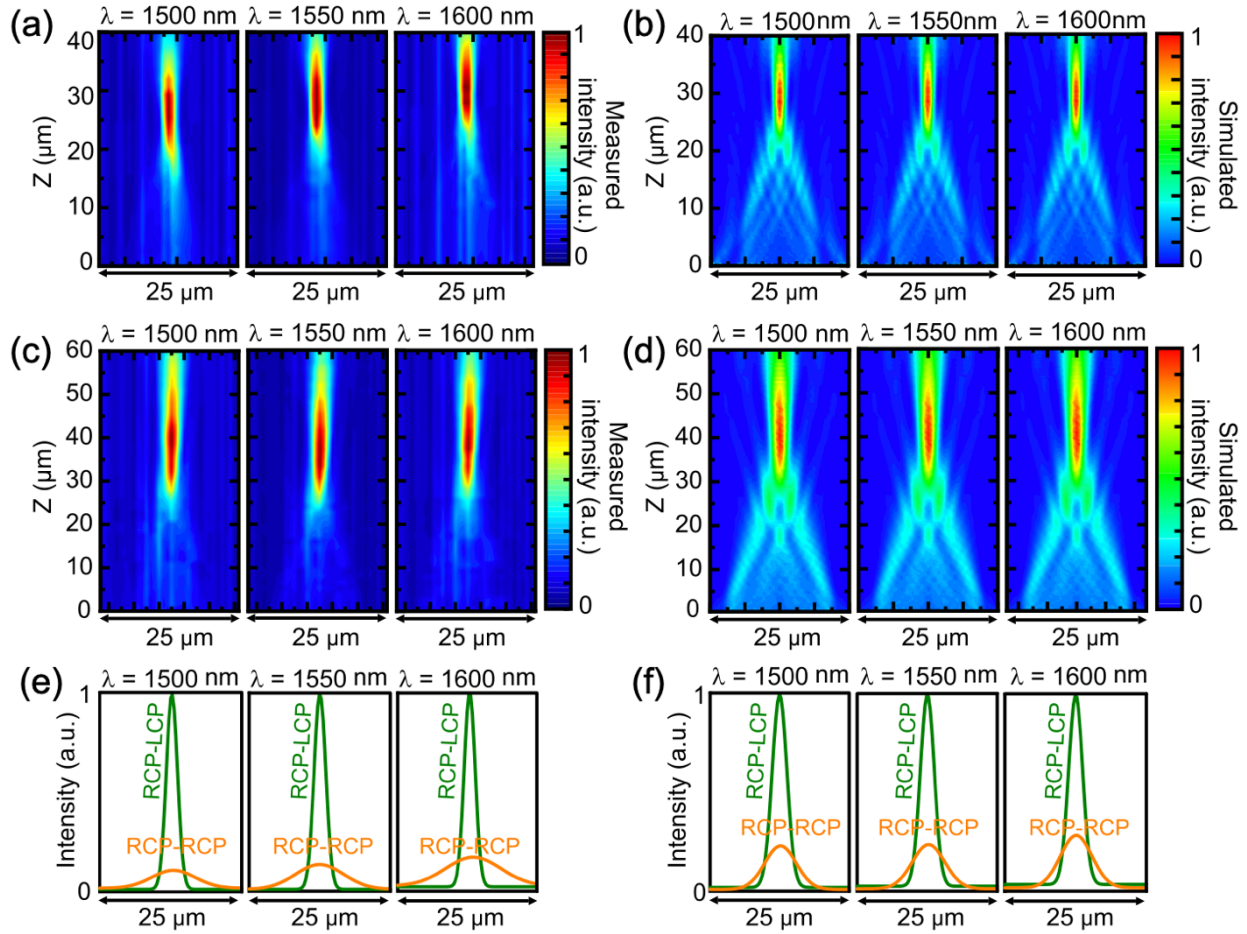 (a)
λ = 1500 nm
λ = 1550 nm
λ = 1600 nm
40
30
20
10
0
Z (µm)
25 µm
1
0
Measured
intensity (a.u.)
(b)
λ = 1500nm
λ = 1550nm
λ = 1600nm
40
30
20
10
0
Z (µm)
25 µm
25 µm
25 µm
1
0
Simulated
intensity (a.u.)
(c)
λ = 1500 nm
λ = 1550 nm
λ = 1600 nm
60
50
40
30
20
10
0
Z (µm)
25 µm
25 µm
25 µm
1
0
Measured
intensity (a.u.)
(d)
λ = 1500 nm
λ = 1550 nm
λ = 1600 nm
60
50
40
30
20
10
0
Z (µm)
25 µm
25 µm
25 µm
1
0
Simulated
intensity (a.u.)
(e)
λ = 1500 nm
λ = 1550 nm
λ = 1600 nm
1
0
Intensity (a.u.)
RCP-LCP
RCP-RCP
RCP-LCP
RCP-RCP
RCP-LCP
RCP-RCP
25 µm
25 µm
25 µm
(f)
λ = 1500 nm
λ = 1550 nm
λ = 1600 nm
1
0
Intensity (a.u.)
RCP-LCP
RCP-RCP
RCP-LCP
RCP-RCP
RCP-LCP
RCP-RCP
25 µm
25 µm
25 µm